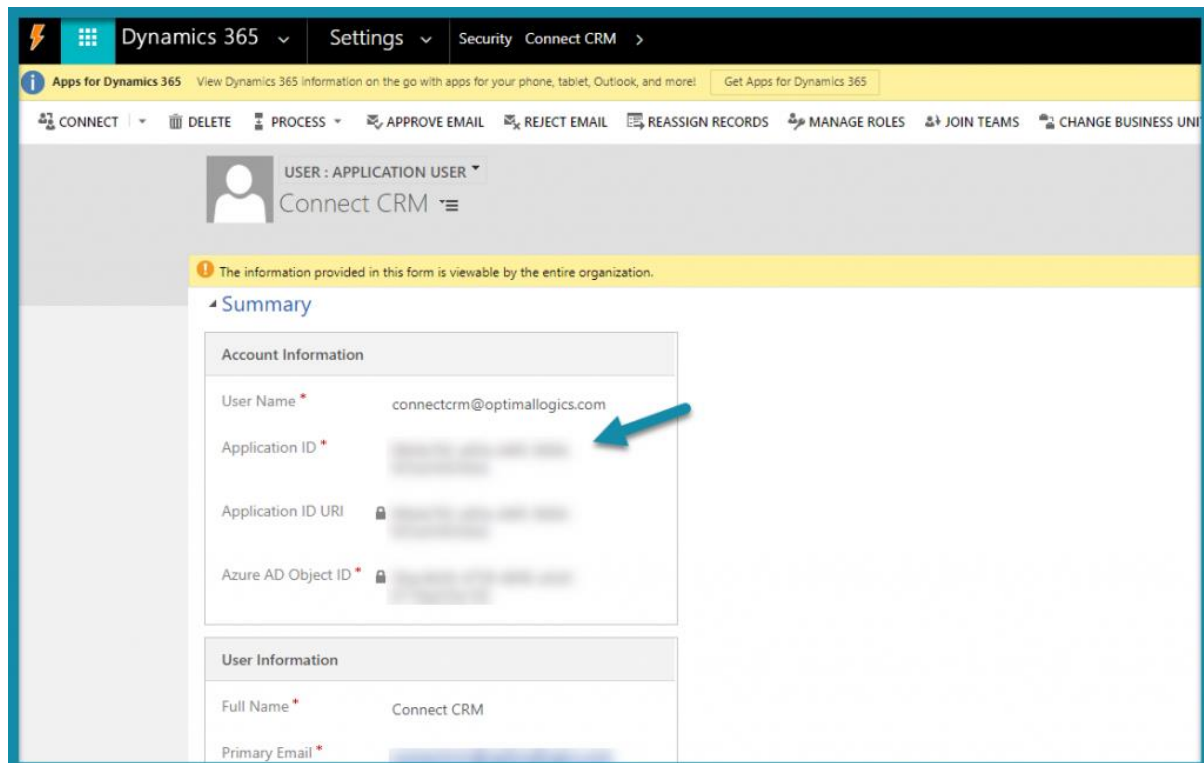 Dynamics 365 Settings Security Connect CRM >
Apps for Dynamics 365 View Dynamics 365 information on the go with apps for your phone, tablet, Outlook, and more! Get Apps for Dynamics 365
CONNECT DELETE PROCESS APPROVE EMAIL REJECT EMAIL REASSIGN RECORDS MANAGE ROLES JOIN TEAMS CHANGE BUSINESS UNI
USER : APPLICATION USER
Connect CRM
The information provided in this form is viewable by the entire organization.
Summary
Account Information
User Name * connectcrm@optimallogics.com
Application ID *
Application ID URI
Azure AD Object ID *
User Information
Full Name * Connect CRM
Primary Email *